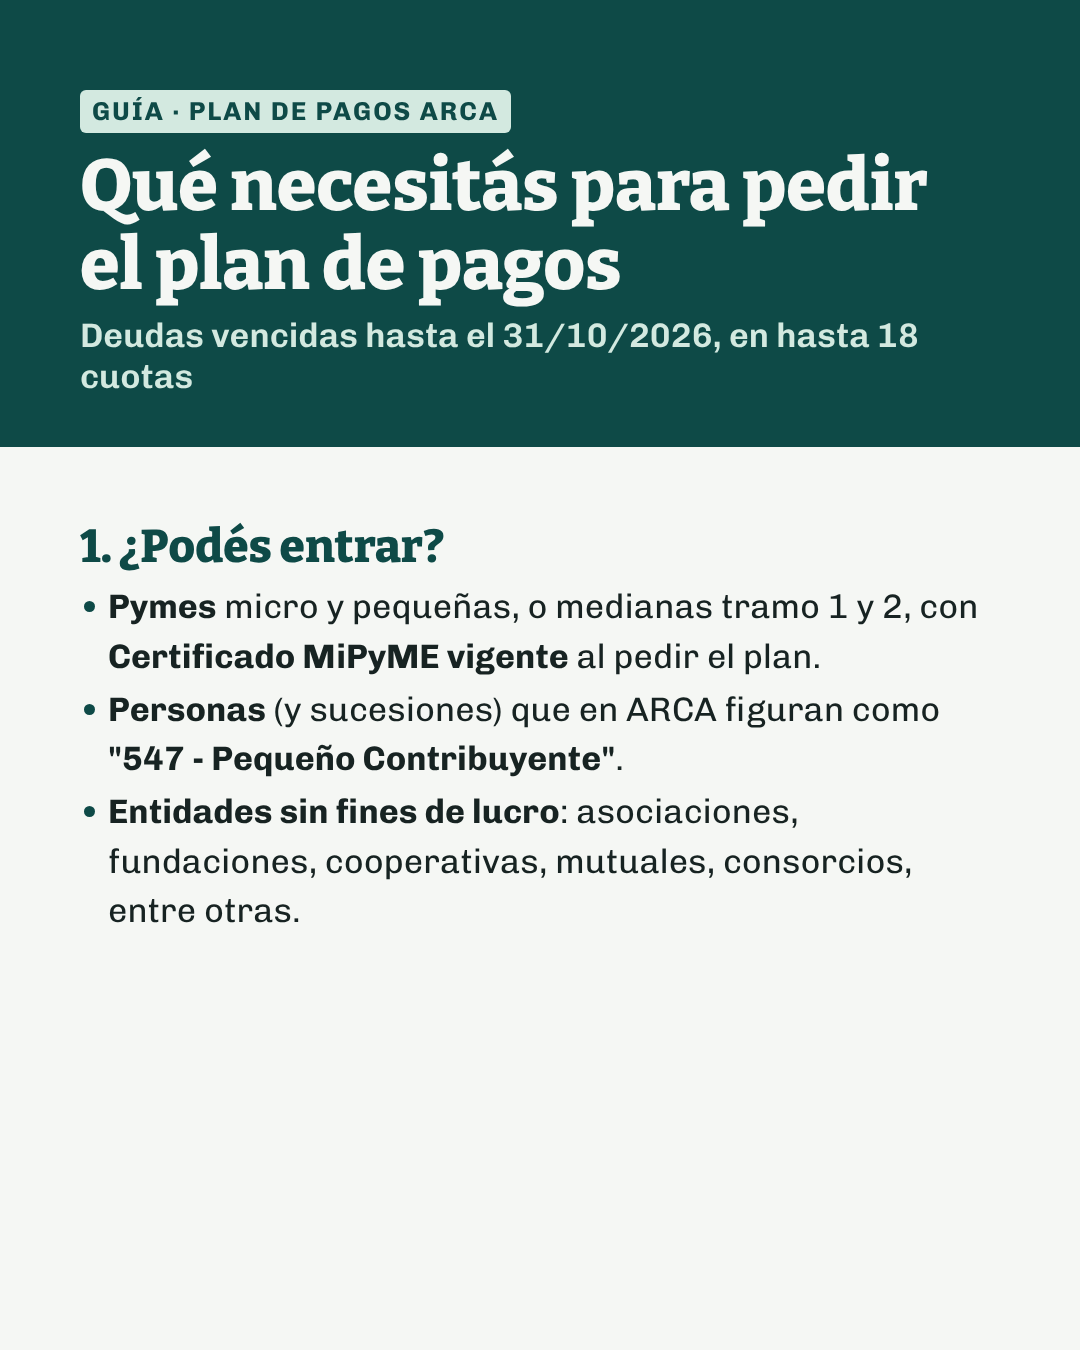 GUÍA · PLAN DE PAGOS ARCA
Qué necesitás para pedir
el plan de pagos
Deudas vencidas hasta el 31/10/2026, en hasta 18
cuotas
1. ¿Podés entrar?
• Pymes micro y pequeñas, o medianas tramo 1 y 2, con
Certificado MiPyME vigente al pedir el plan.
• Personas (y sucesiones) que en ARCA figuran como
"547 - Pequeño Contribuyente".
• Entidades sin fines de lucro: asociaciones,
fundaciones, cooperativas, mutuales, consorcios,
entre otras.